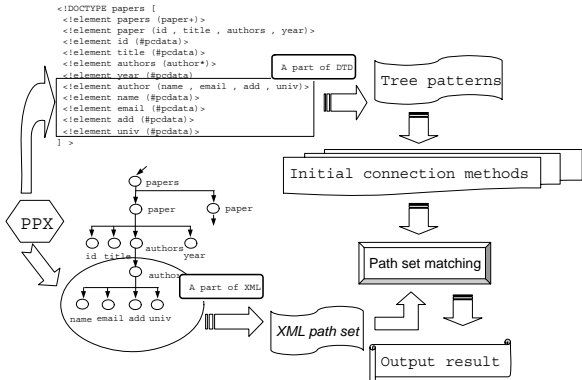 <!DOCTYPE papers [
<!element papers (paper+)>
<!element paper (id , title , authors , year)>
<!element id (#pcdata)>
<!element title (#pcdata)>
<!element authors (author*)>
<!element year (#pcdata)
<!element author (name , email , add , univ)>
<!element name (#pcdata)>
<!element email (#pcdata)>
<!element add (#pcdata)>
<!element univ (#pcdata)>
] >
A part of DTD
Tree patterns
Initial connection methods
papers
paper
paper
PPX
id title authors year
author
A part of XML
name email add univ
Path set matching
XML path set
Output result